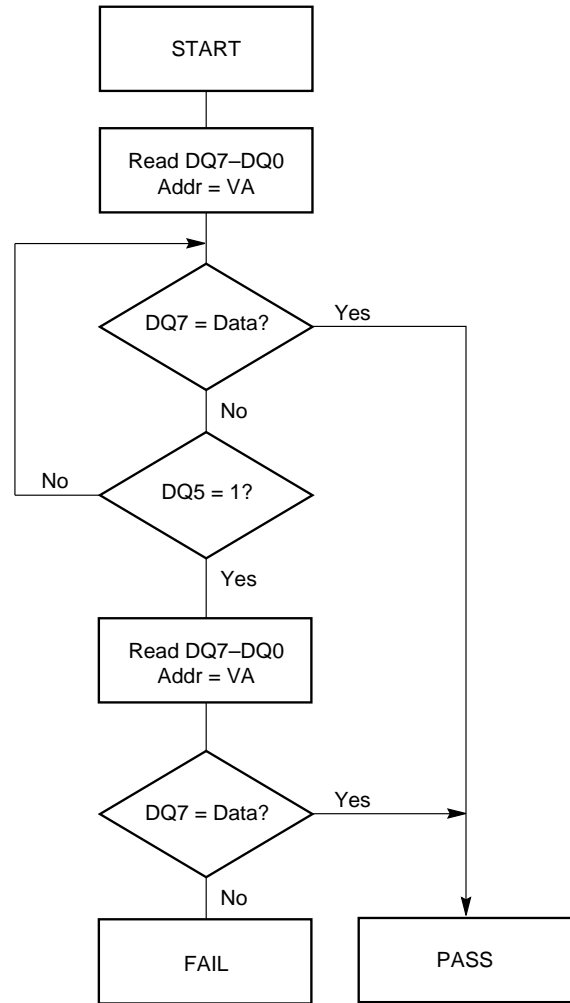 START
Read DQ7–DQ0
Addr = VA
DQ7 = Data?
Yes
No
No
DQ5 = 1?
Yes
Read DQ7–DQ0
Addr = VA
DQ7 = Data?
Yes
No
FAIL
PASS